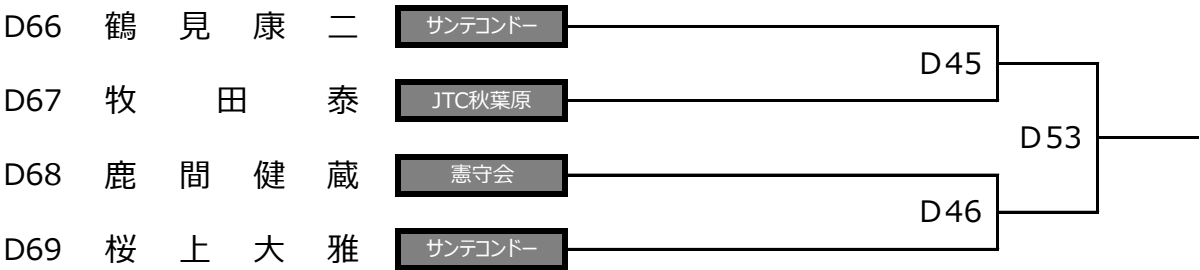 D66 鶴見康二 サンテコンドー
D45
D67 牧田泰 JTC秋葉原
D53
D68 鹿間健蔵 憲守会
D46
D69 桜上大雅 サンテコンドー